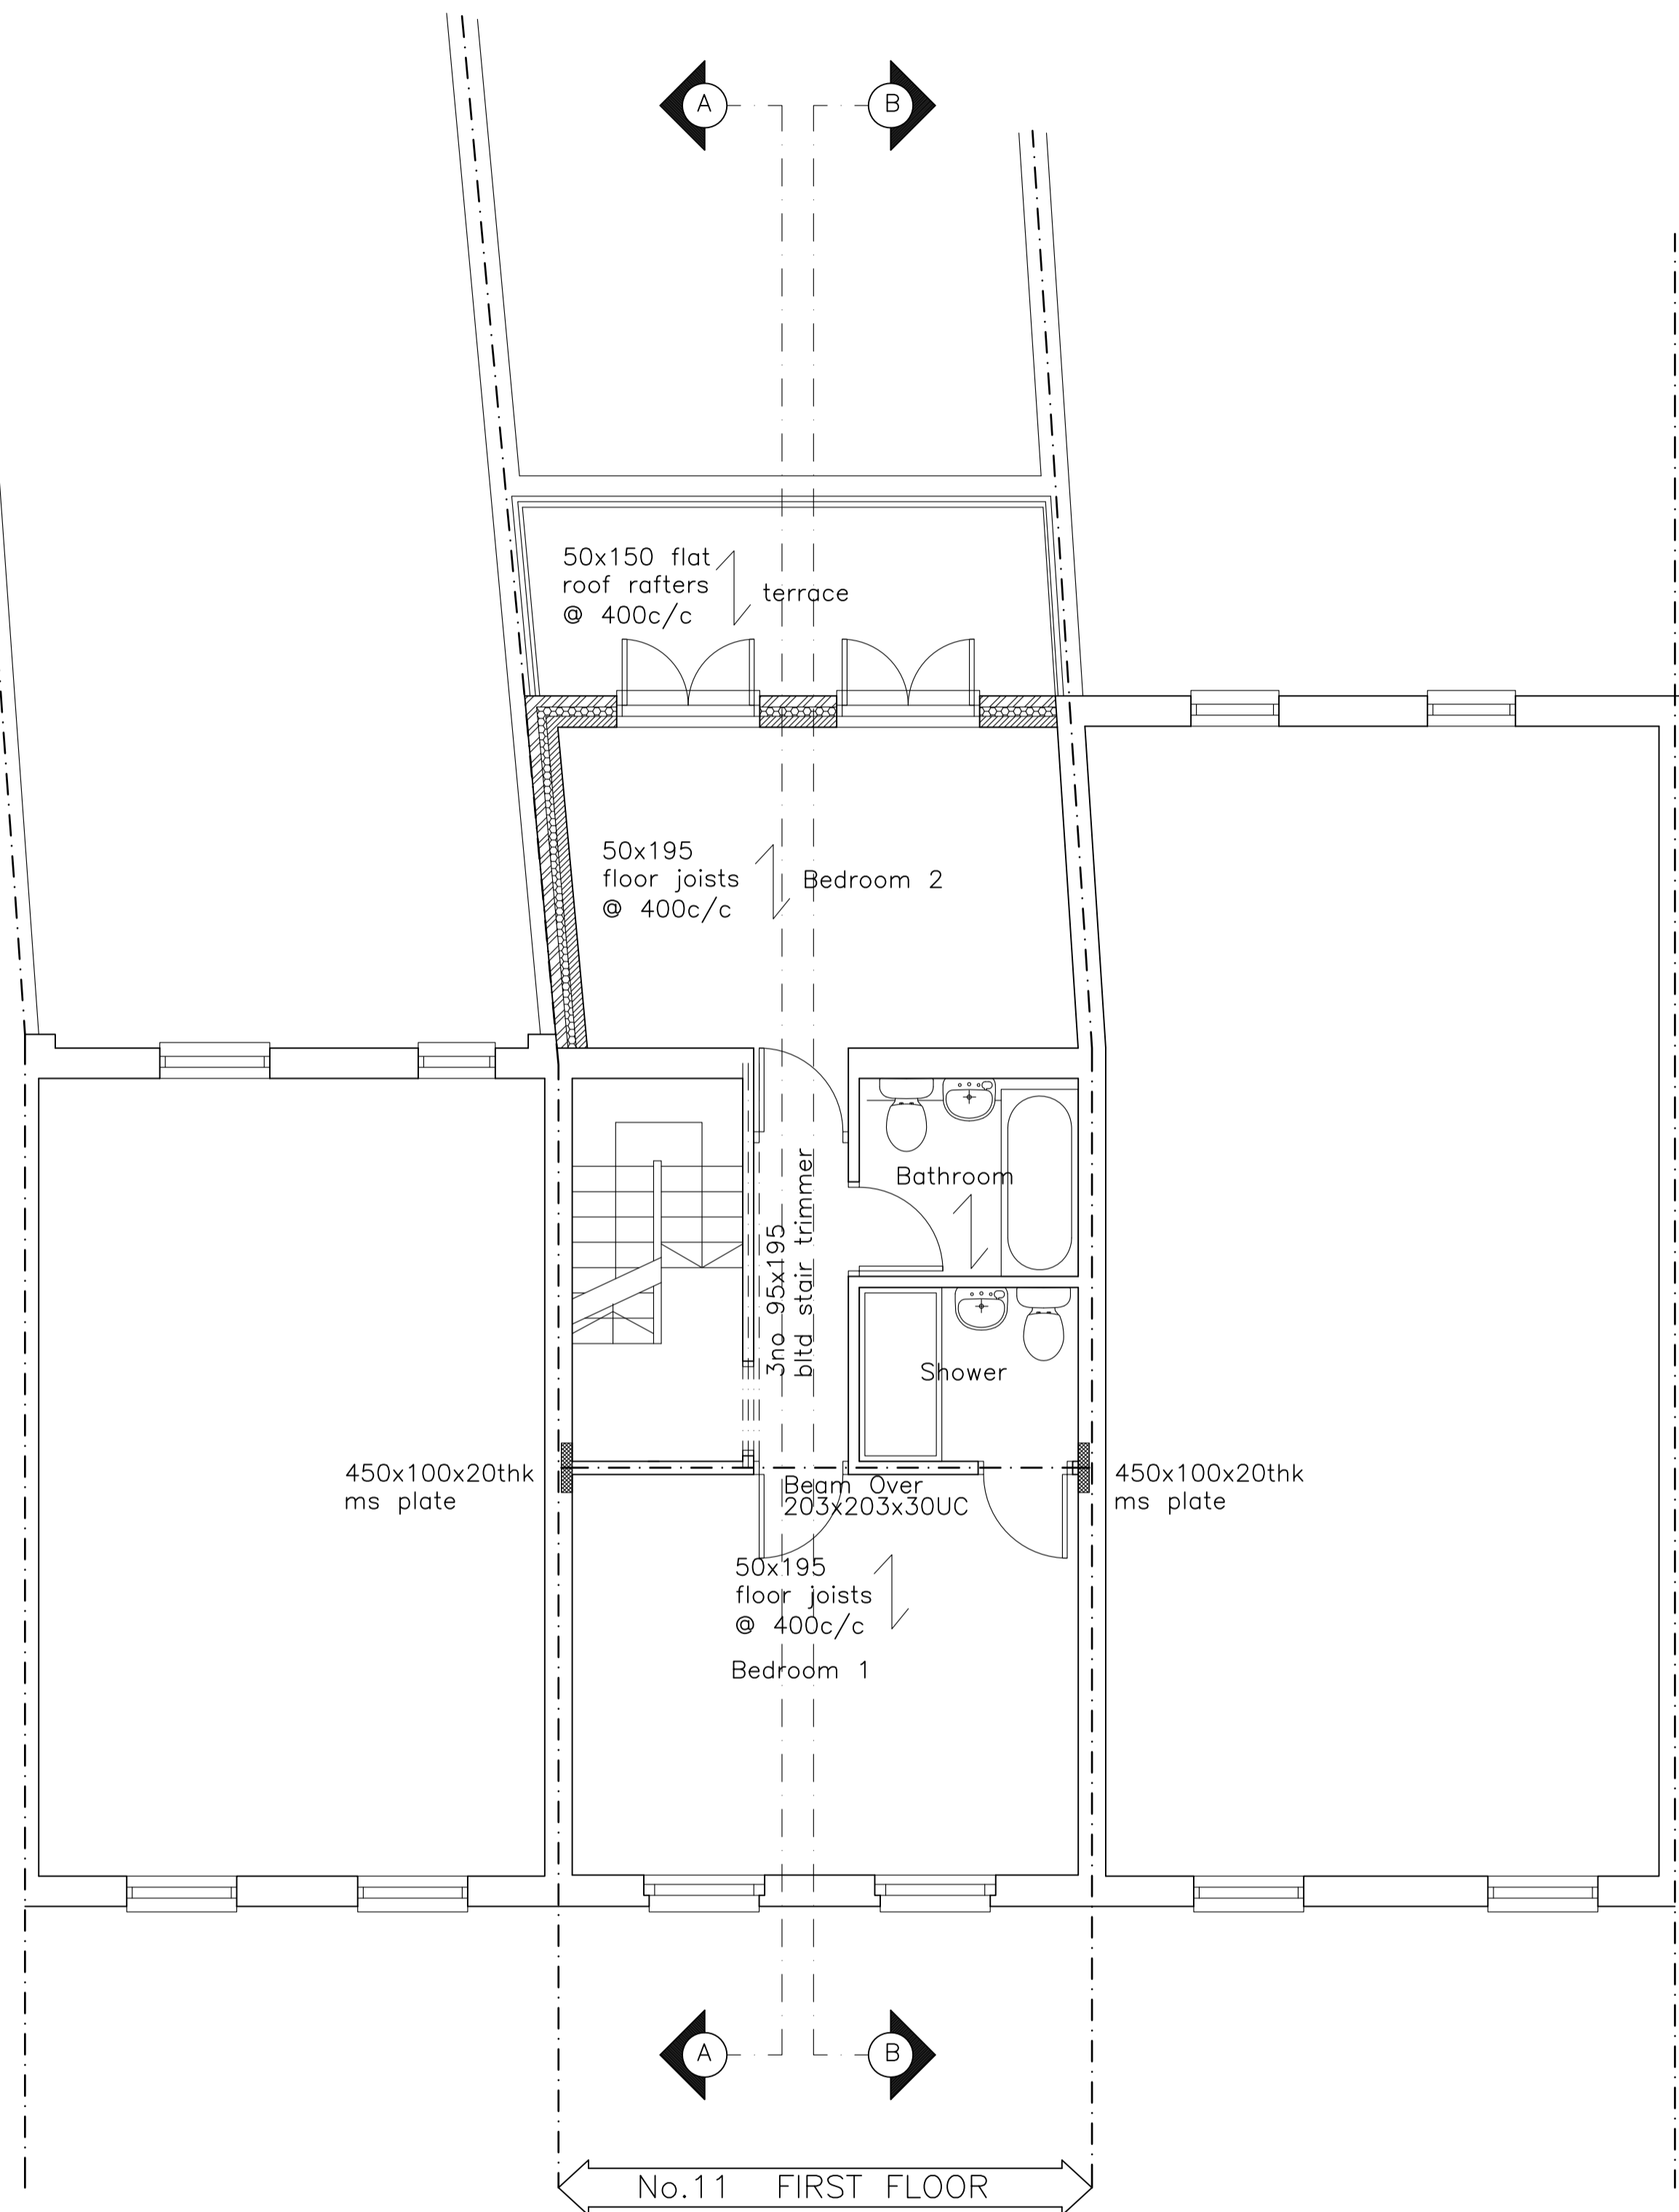 A
B
50x150 flat
roof rafters
@ 400c/c
terrace
50x195
floor joists
@ 400c/c
Bedroom 2
3no 95x195
bltd stair trimmer
Bathroom
Shower
450x100x20thk
ms plate
Beam Over
203x203x30UC
450x100x20thk
ms plate
50x195
floor joists
@ 400c/c
Bedroom 1
A
B
No.11 FIRST FLOOR